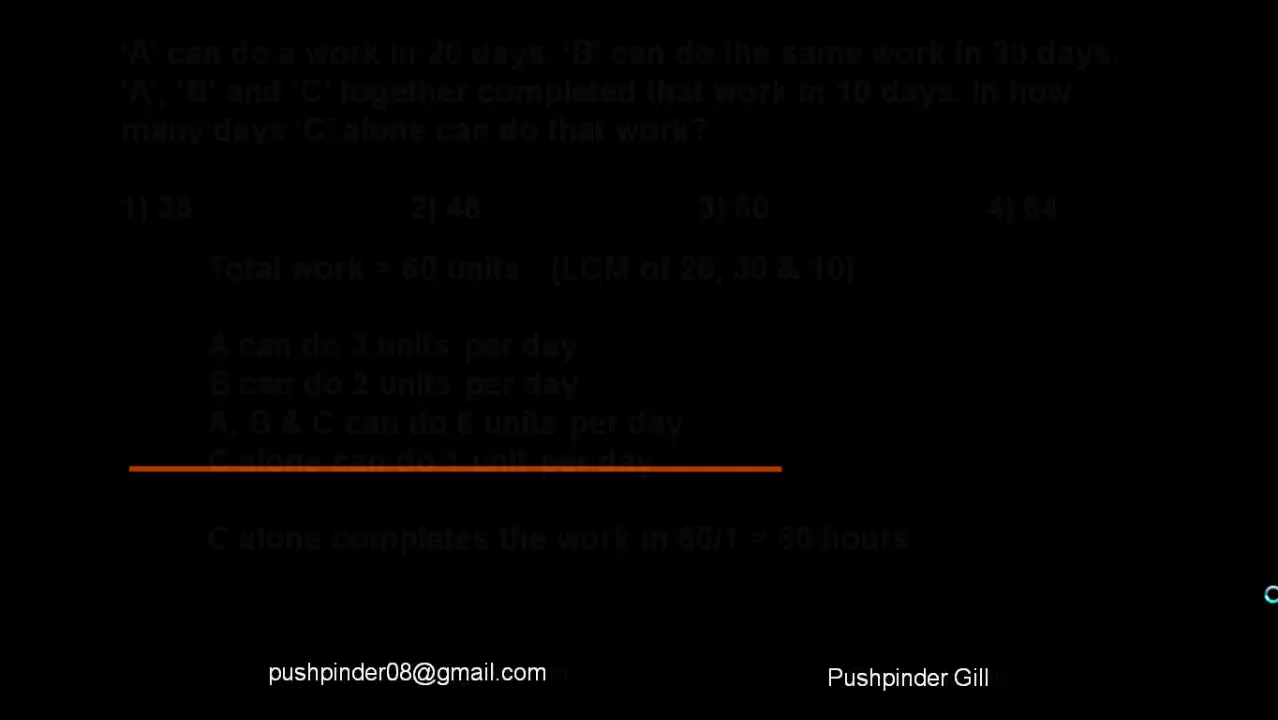 'A' can do a work in 20 days. 'B' can do the same work in 30 days.
'A', 'B' and 'C' together completed that work in 10 days. In how
many days 'C' alone can do that work?
1) 36 2) 48 3) 60 4) 64
Total work = 60 units (LCM of 20, 30 & 10)
A can do 3 units per day
B can do 2 units per day
A, B & C can do 6 units per day
C alone can do 1 unit per day
C alone completes the work in 60/1 = 60 hours
pushpinder08@gmail.com Pushpinder Gill